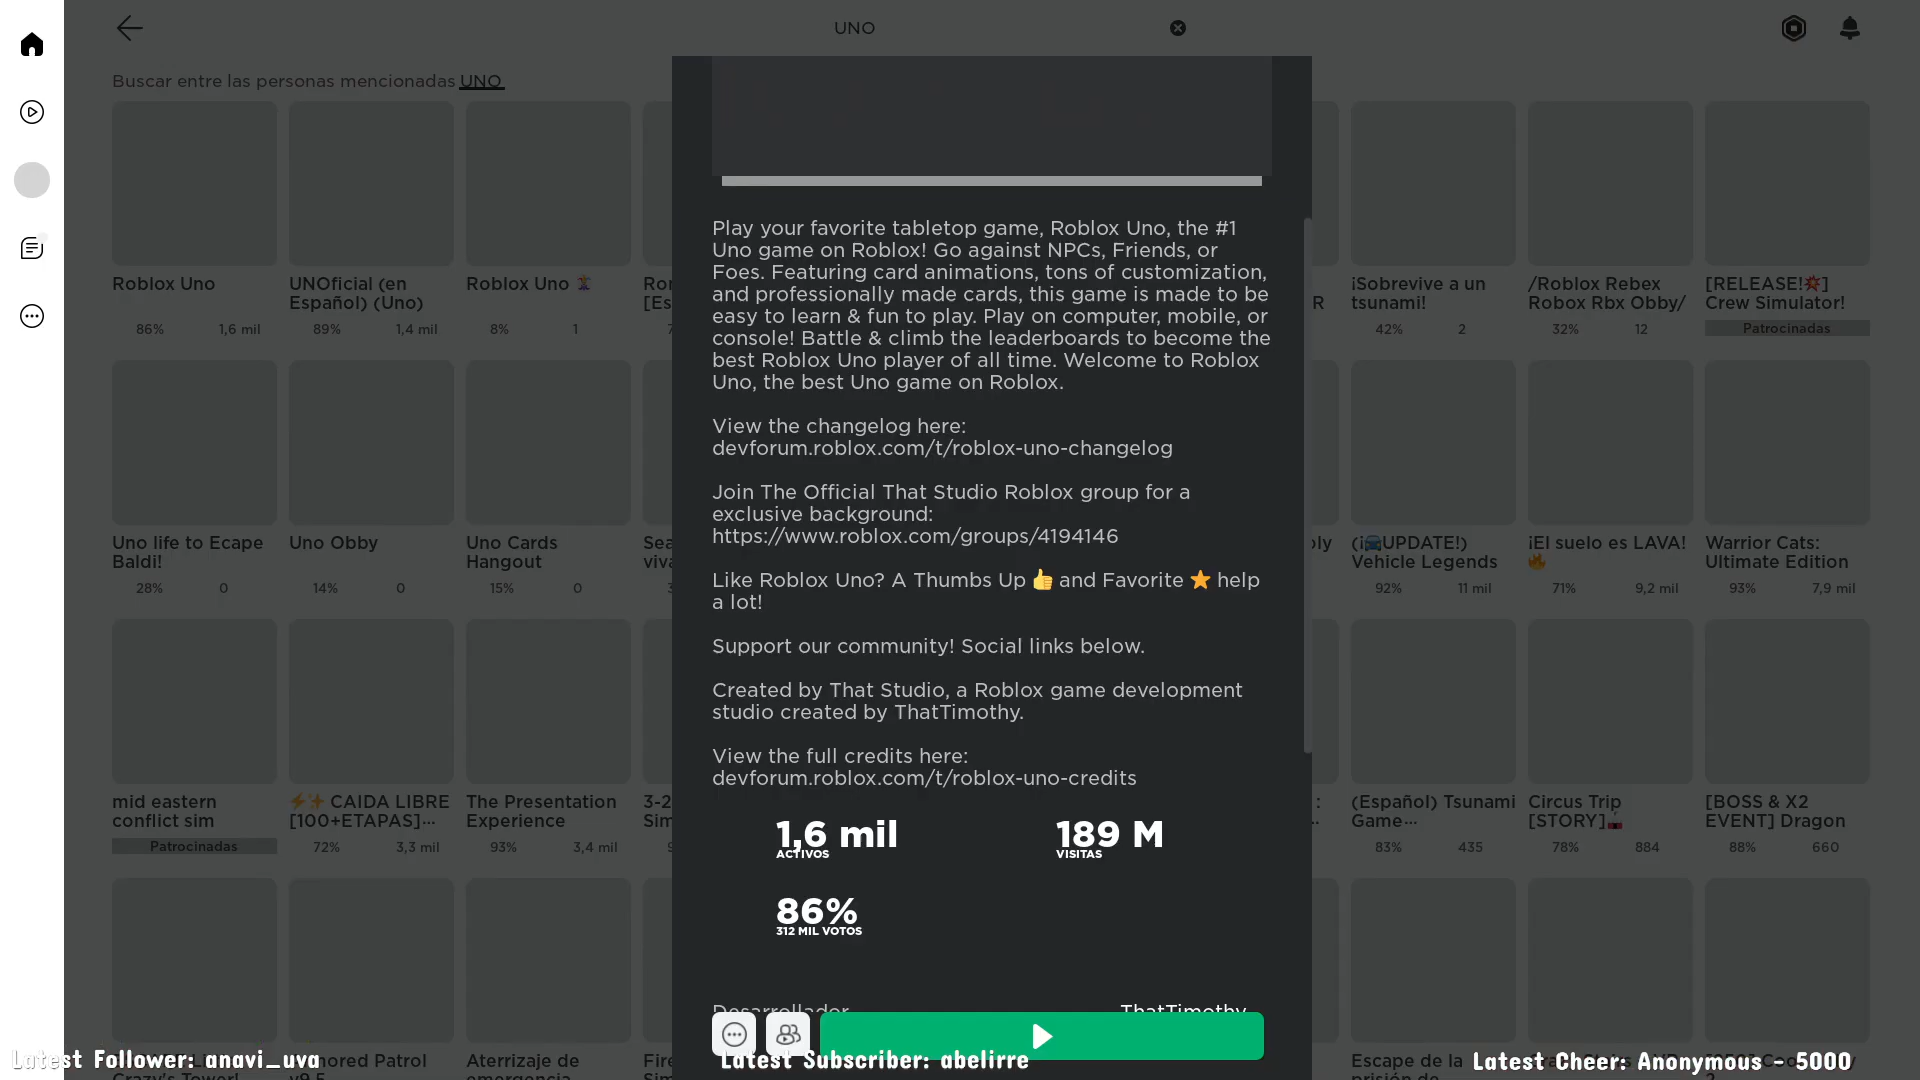 UNO
Buscar entre las personas mencionadas UNO
Roblox Uno
86% 1,6 mil
UNOficial (en
Español) (Uno)
89% 1,4 mil
Roblox Uno
8% 1
¡Sobrevive a un
tsunami!
42% 2
/Roblox Rebex
Robox Rbx Obby/
32% 12
[RELEASE!💥]
Crew Simulator!
Patrocinadas
Play your favorite tabletop game, Roblox Uno, the #1
Uno game on Roblox! Go against NPCs, Friends, or
Foes. Featuring card animations, tons of customization,
and professionally made cards, this game is made to be
easy to learn & fun to play. Play on computer, mobile, or
console! Battle & climb the leaderboards to become the
best Roblox Uno player of all time. Welcome to Roblox
Uno, the best Uno game on Roblox.
View the changelog here:
devforum.roblox.com/t/roblox-uno-changelog
Join The Official That Studio Roblox group for a
exclusive background:
https://www.roblox.com/groups/4194146
Like Roblox Uno? A Thumbs Up 👍 and Favorite ⭐ help
a lot!
Support our community! Social links below.
Created by That Studio, a Roblox game development
studio created by ThatTimothy.
View the full credits here:
devforum.roblox.com/t/roblox-uno-credits
1,6 mil
ACTIVOS
189 M
VISITAS
86%
312 MIL VOTOS
Desarrollador ThatTimothy
Uno life to Ecape
Baldi!
28% 0
Uno Obby
14% 0
Uno Cards
Hangout
15% 0
(¡🚘UPDATE!)
Vehicle Legends
92% 11 mil
¡El suelo es LAVA!
🔥
71% 9,2 mil
Warrior Cats:
Ultimate Edition
93% 7,9 mil
mid eastern
conflict sim
Patrocinadas
⚡✨ CAIDA LIBRE
[100+ETAPAS]...
72% 3,3 mil
The Presentation
Experience
93% 3,4 mil
(Español) Tsunami
Game...
83% 435
Circus Trip
[STORY]
78% 884
[BOSS & X2
EVENT] Dragon
88% 660
Aterrizaje de
emergencia
Escape de la
prisión de
Latest Follower: anavi_uva
Latest Subscriber: abelirre
Latest Cheer: Anonymous - 5000